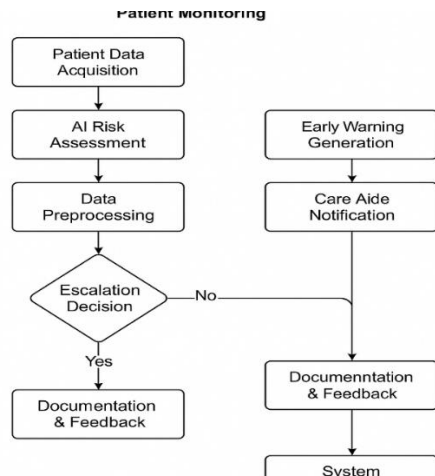 Patient Monitoring
Patient Data
Acquisition
AI Risk
Assessment
Data
Preprocessing
Escalation
Decision
No
Yes
Documentation
& Feedback
Early Warning
Generation
Care Aide
Notification
Documenntation
& Feedback
System